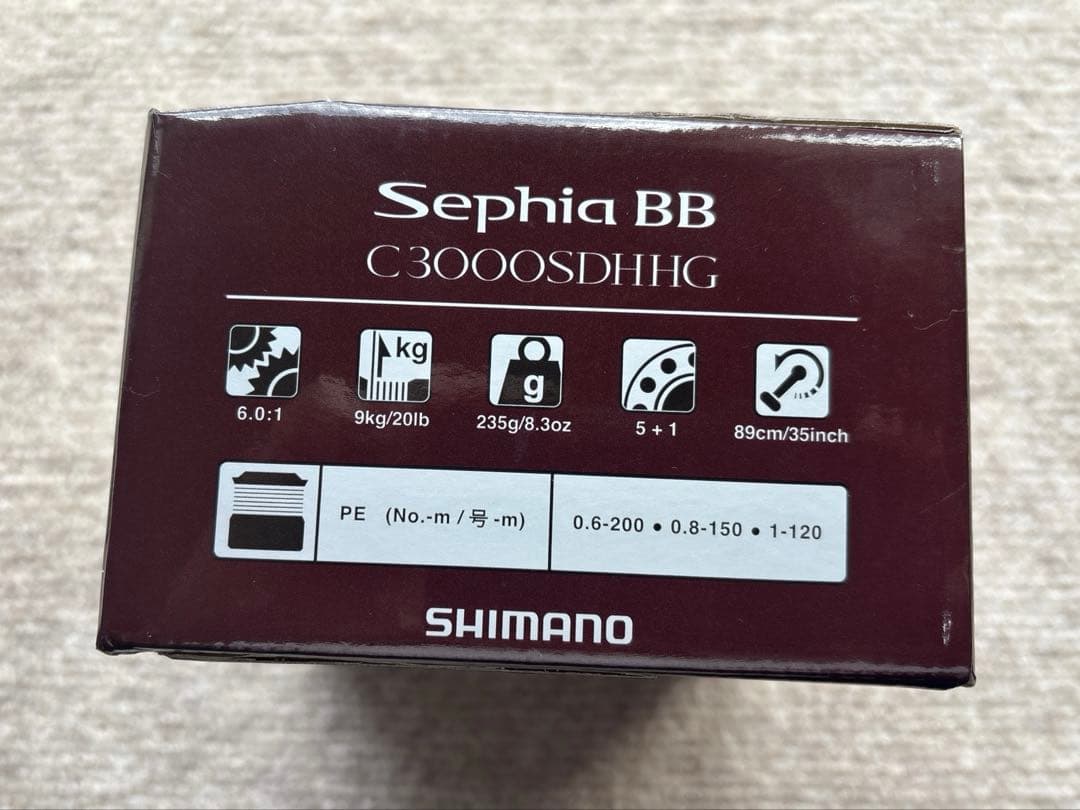 Sephia BB
C3000SDHHG
kg
g
6.0:1 9kg/20lb 235g/8.3oz 5+1 89cm/35inch
PE (No.-m / 号 -m) 0.6-200 • 0.8-150 • 1-120
SHIMANO